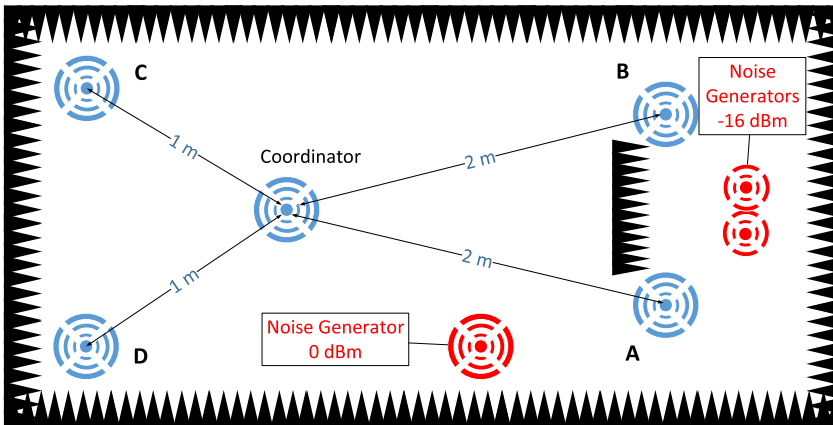 C
B
Noise
Generators
-16 dBm
1 m
Coordinator
2 m
1 m
2 m
Noise Generator
0 dBm
D
A